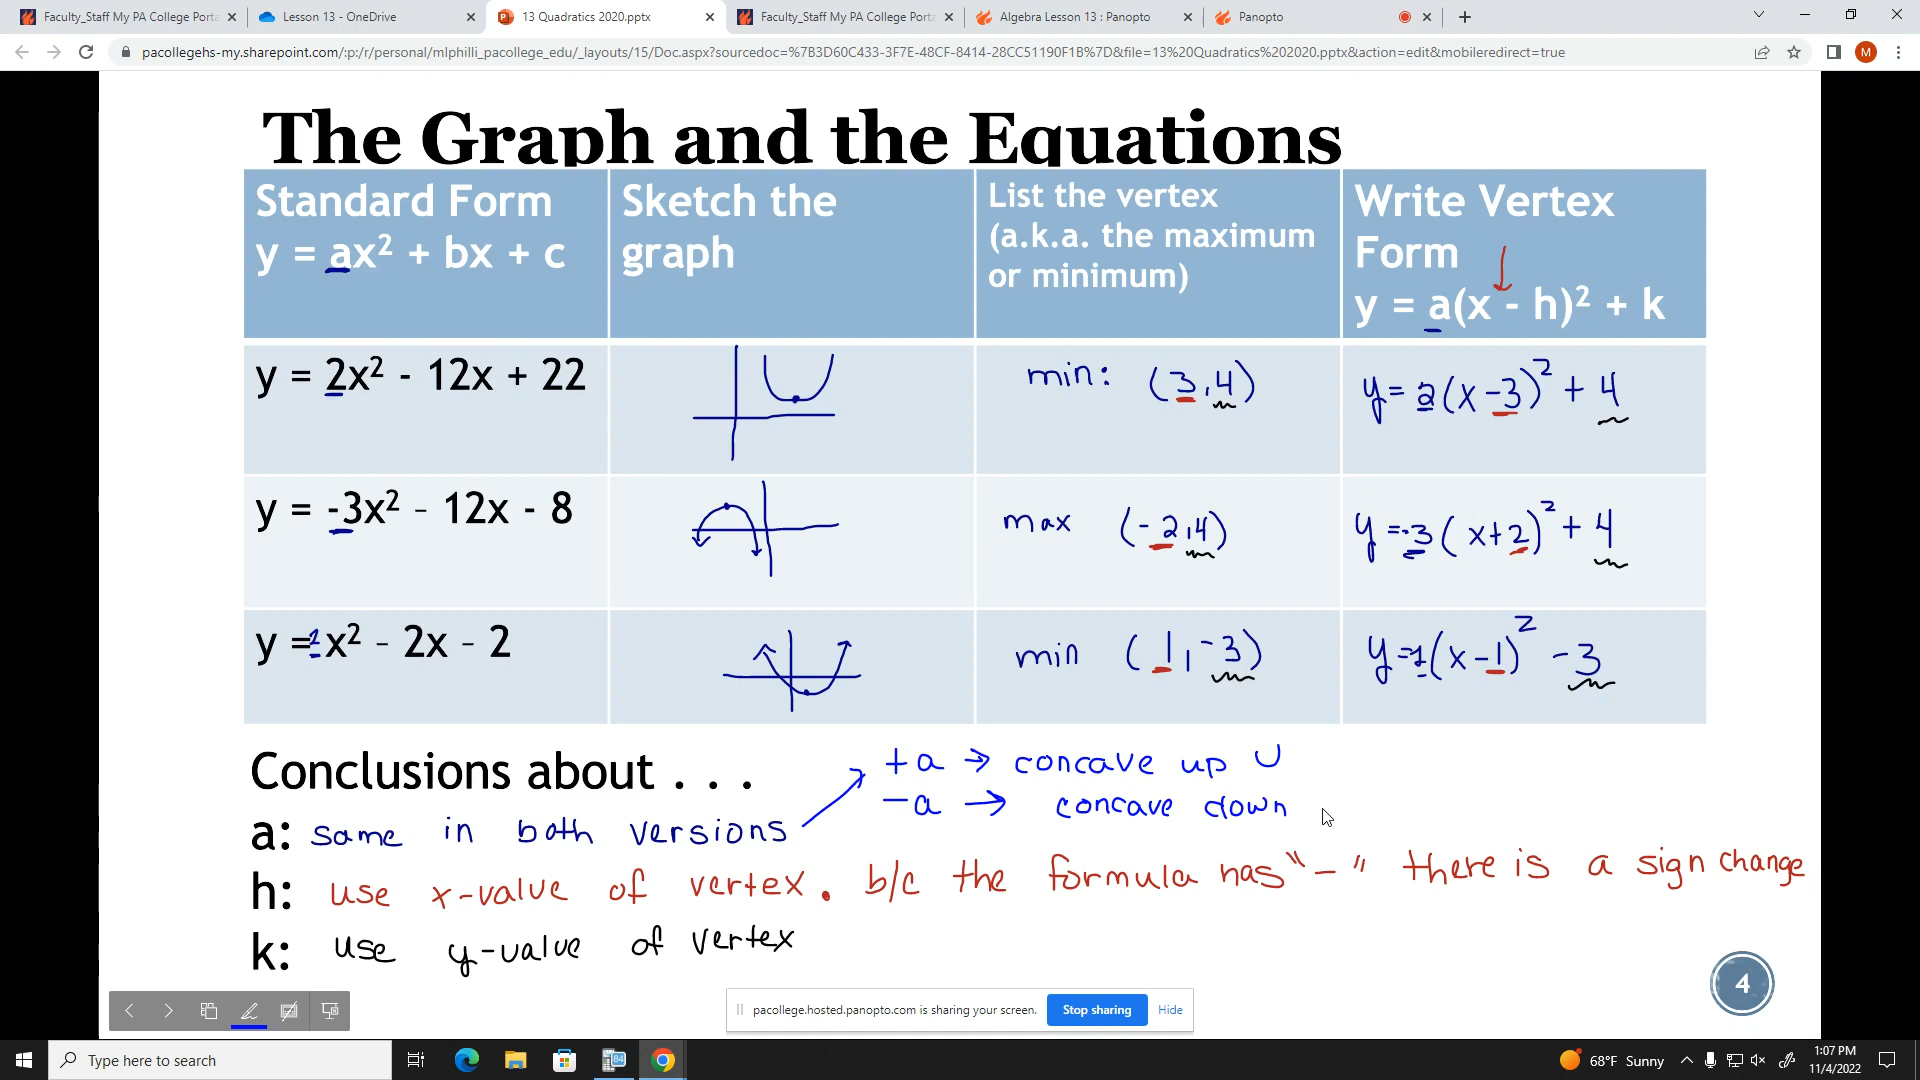 Faculty_Staff My PA College Porta
Lesson 13 - OneDrive
13 Quadratics 2020.pptx
Faculty_Staff My PA College Porta
Algebra Lesson 13 : Panopto
Panopto
pacollegehs-my.sharepoint.com/:p:/r/personal/mlphilli_pacollege_edu/_layouts/15/Doc.aspx?sourcedoc=%7B3D60C433-3F7E-48CF-8414-28CC51190F1B%7D&file=13%20Quadratics%202020.pptx&action=edit&mobileredirect=true
M
The Graph and the Equations
Standard Form
y = ax² + bx + c
Sketch the
graph
List the vertex
(a.k.a. the maximum
or minimum)
Write Vertex
Form
y = a(x - h)² + k
y = 2x² - 12x + 22
min: (3,4)
y = 2(x-3)² + 4
y = -3x² - 12x - 8
max (-2,4)
y = -3(x+2)² + 4
y = 1x² - 2x - 2
min (1,-3)
y = 1(x-1)² - 3
Conclusions about . . .
+a → concave up ∪
-a → concave down
a: same in both versions
h: use x-value of vertex. b/c the formula has "-" there is a sign change
k: use y-value of vertex
4
pacollege.hosted.panopto.com is sharing your screen.
Stop sharing
Hide
Type here to search
84
68°F Sunny
1:07 PM
11/4/2022